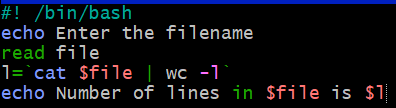 #! /bin/bash
echo Enter the filename
read file
l=`cat $file | wc -l`
echo Number of lines in $file is $l